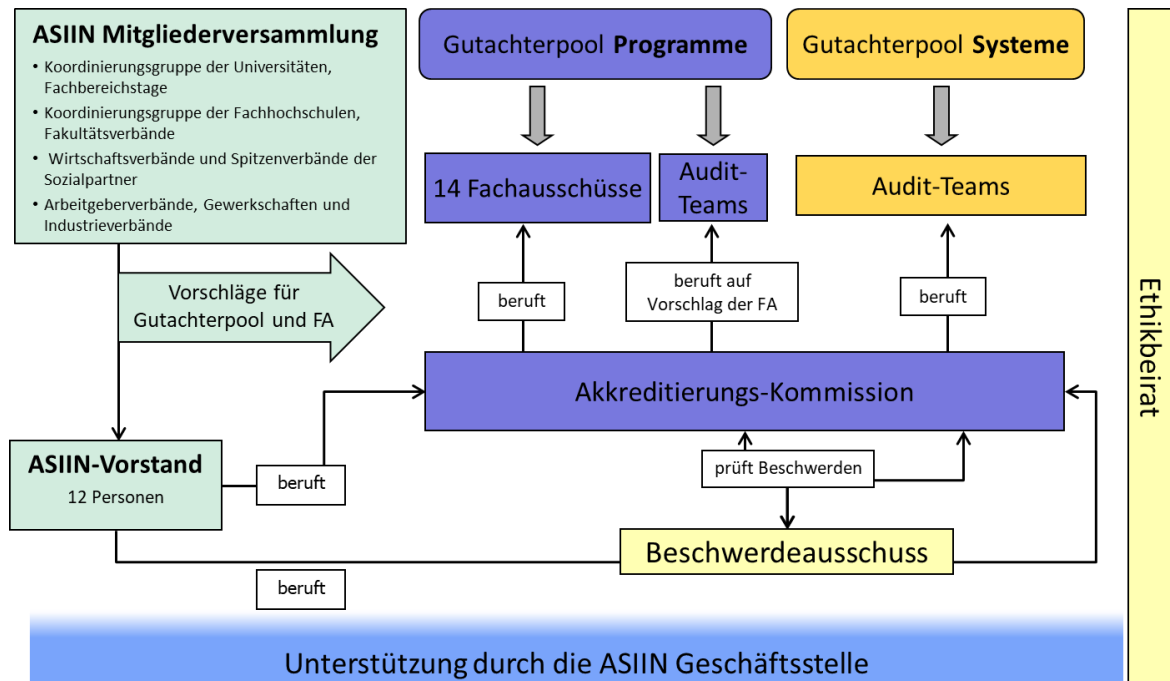 ASIIN Mitgliederversammlung
• Koordinierungsgruppe der Universitäten,
Fachbereichstage
• Koordinierungsgruppe der Fachhochschulen,
Fakultätsverbände
• Wirtschaftsverbände und Spitzenverbände der
Sozialpartner
• Arbeitgeberverbände, Gewerkschaften und
Industrieverbände
Gutachterpool Programme
Gutachterpool Systeme
14 Fachausschüsse
Audit-
Teams
Audit-Teams
Vorschläge für
Gutachterpool und FA
beruft
beruft auf
Vorschlag der FA
beruft
Akkreditierungs-Kommission
ASIIN-Vorstand
12 Personen
beruft
prüft Beschwerden
Beschwerdeausschuss
beruft
Ethikbeirat
Unterstützung durch die ASIIN Geschäftsstelle